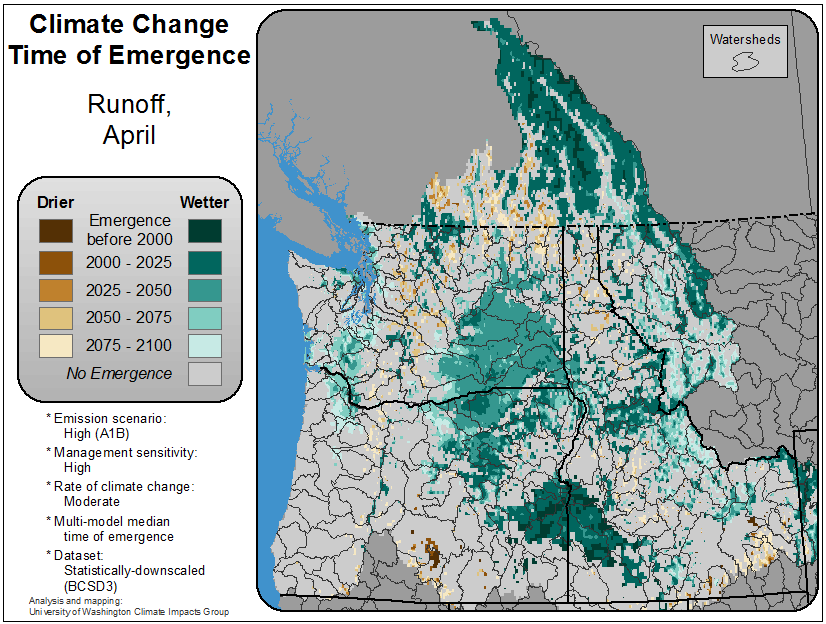 Climate Change
Time of Emergence
Runoff,
April
Drier
Wetter
Emergence
before 2000
2000 - 2025
2025 - 2050
2050 - 2075
2075 - 2100
No Emergence
* Emission scenario:
High (A1B)
* Management sensitivity:
High
* Rate of climate change:
Moderate
* Multi-model median
time of emergence
* Dataset:
Statistically-downscaled
(BCSD3)
Analysis and mapping:
University of Washington Climate Impacts Group
Watersheds